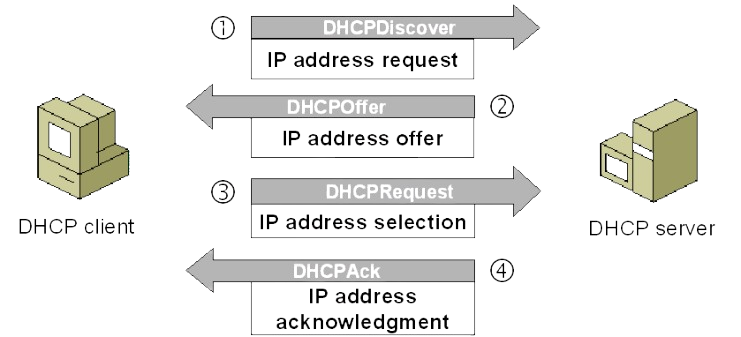 ① DHCPDiscover
IP address request
DHCPOffer ②
IP address offer
③ DHCPRequest
IP address selection
DHCP client
DHCP server
DHCPAck ④
IP address
acknowledgment